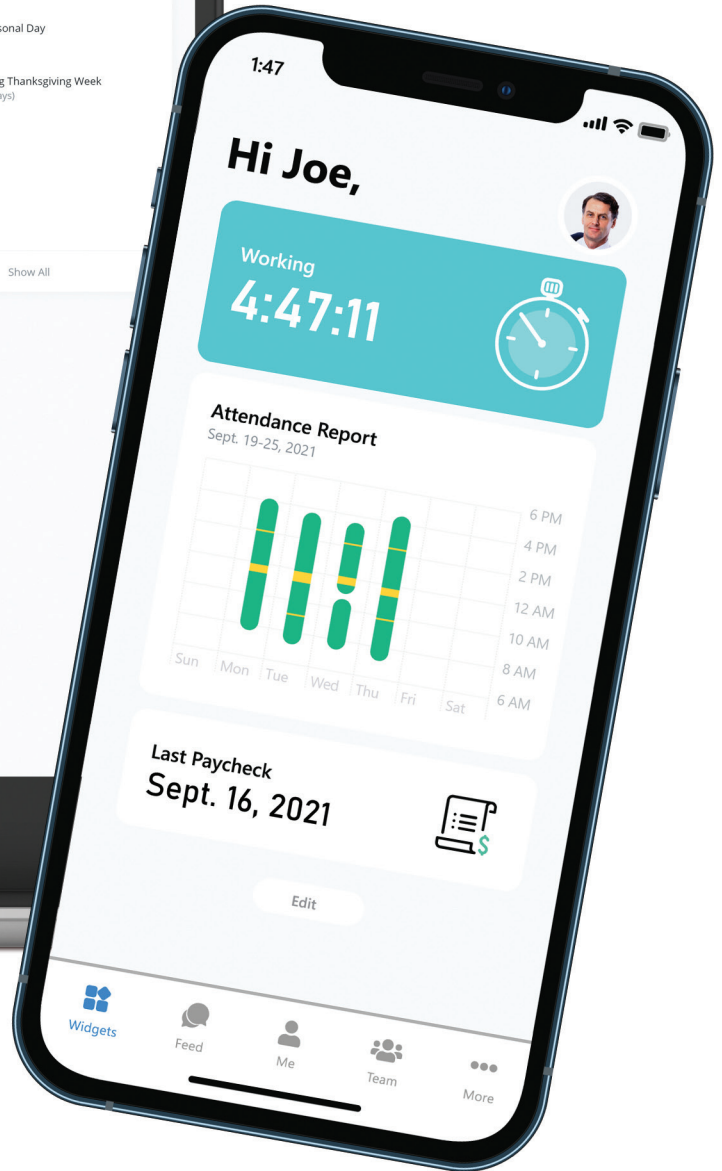 sonal Day
g Thanksgiving Week
ays)
Show All
1:47
Hi Joe,
Working
4:47:11
Attendance Report
Sept. 19-25, 2021
6 PM
4 PM
2 PM
12 AM
10 AM
8 AM
6 AM
Sun Mon Tue Wed Thu Fri Sat
Last Paycheck
Sept. 16, 2021
$
Edit
Widgets Feed Me Team More